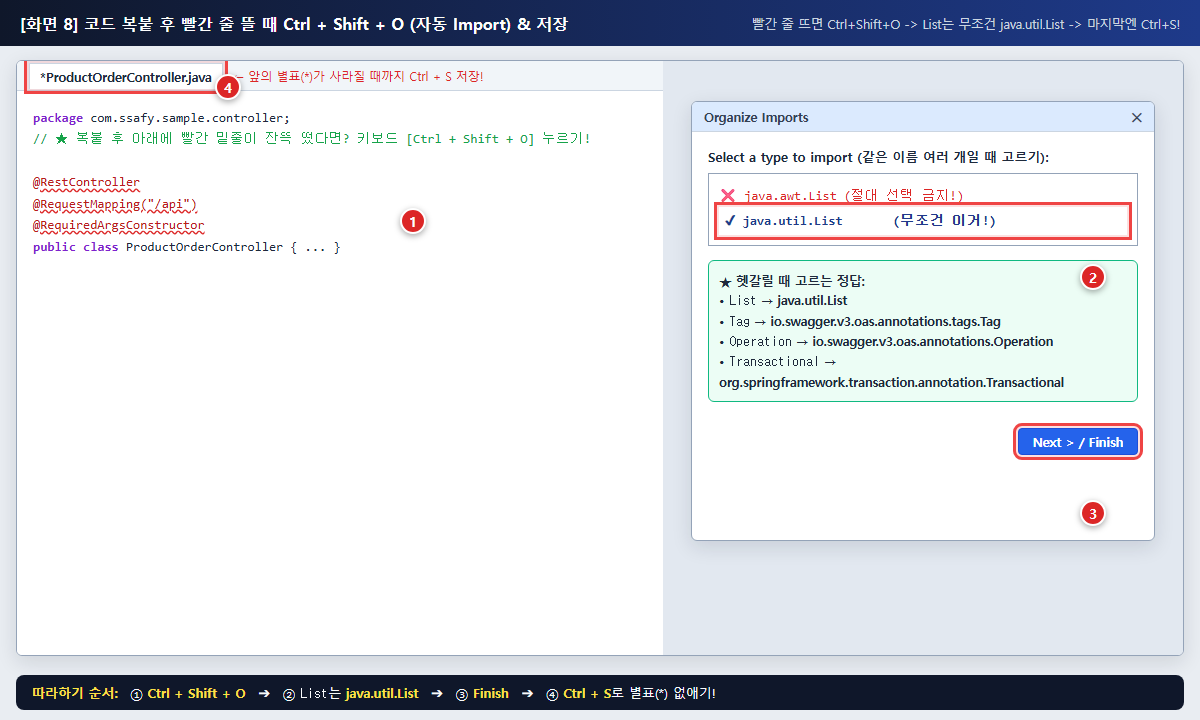 [화면 8] 코드 복붙 후 빨간 줄 뜰 때 Ctrl + Shift + O (자동 Import) & 저장
빨간 줄 뜨면 Ctrl+Shift+O -> List는 무조건 java.util.List -> 마지막엔 Ctrl+S!
*ProductOrderController.java
← 앞의 별표(*)가 사라질 때까지 Ctrl + S 저장!
4
package com.ssafy.sample.controller;
// ★ 복붙 후 아래에 빨간 밑줄이 잔뜩 떴다면? 키보드 [Ctrl + Shift + O] 누르기!
@RestController
@RequestMapping("/api")
@RequiredArgsConstructor
public class ProductOrderController { ... }
1
Organize Imports ✕
Select a type to import (같은 이름 여러 개일 때 고르기):
❌ java.awt.List (절대 선택 금지!)
✔ java.util.List (무조건 이거!)
2
★ 헷갈릴 때 고르는 정답:
• List → java.util.List
• Tag → io.swagger.v3.oas.annotations.tags.Tag
• Operation → io.swagger.v3.oas.annotations.Operation
• Transactional →
org.springframework.transaction.annotation.Transactional
Next > / Finish
3
따라하기 순서: ① Ctrl + Shift + O ➔ ② List는 java.util.List ➔ ③ Finish ➔ ④ Ctrl + S로 별표(*) 없애기!